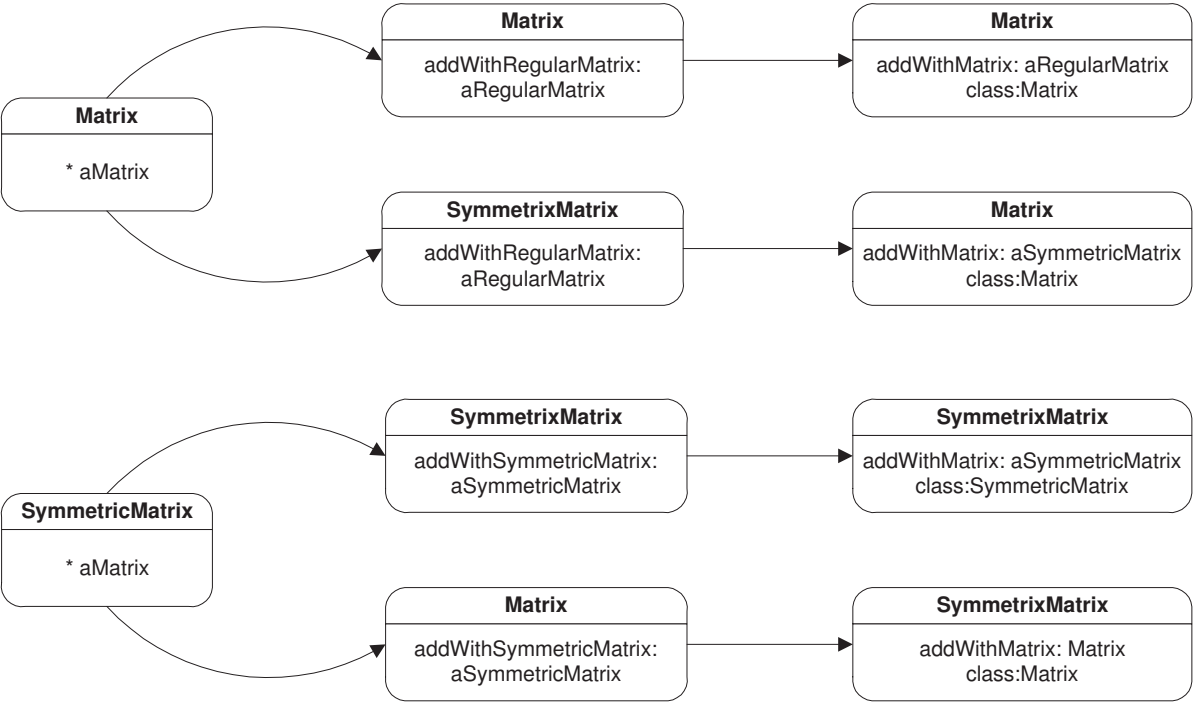 Matrix
addWithRegularMatrix:
aRegularMatrix
Matrix
addWithMatrix: aRegularMatrix
class:Matrix
Matrix
* aMatrix
SymmetrixMatrix
addWithRegularMatrix:
aRegularMatrix
Matrix
addWithMatrix: aSymmetricMatrix
class:Matrix
SymmetrixMatrix
addWithSymmetricMatrix:
aSymmetricMatrix
SymmetrixMatrix
addWithMatrix: aSymmetricMatrix
class:SymmetricMatrix
SymmetricMatrix
* aMatrix
Matrix
addWithSymmetricMatrix:
aSymmetricMatrix
SymmetrixMatrix
addWithMatrix: Matrix
class:Matrix